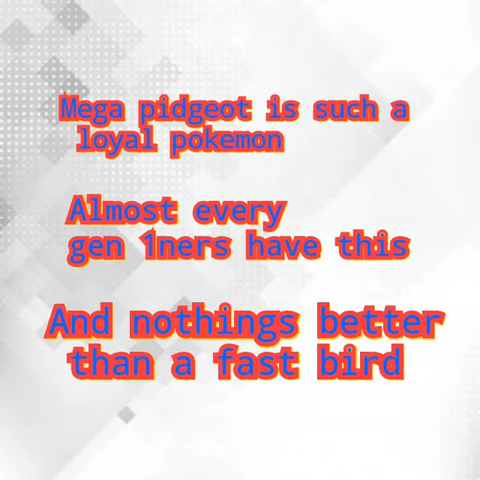 Mega pidgeot is such a
loyal pokemon
Almost every
gen 1ners have this
And nothings better
than a fast bird